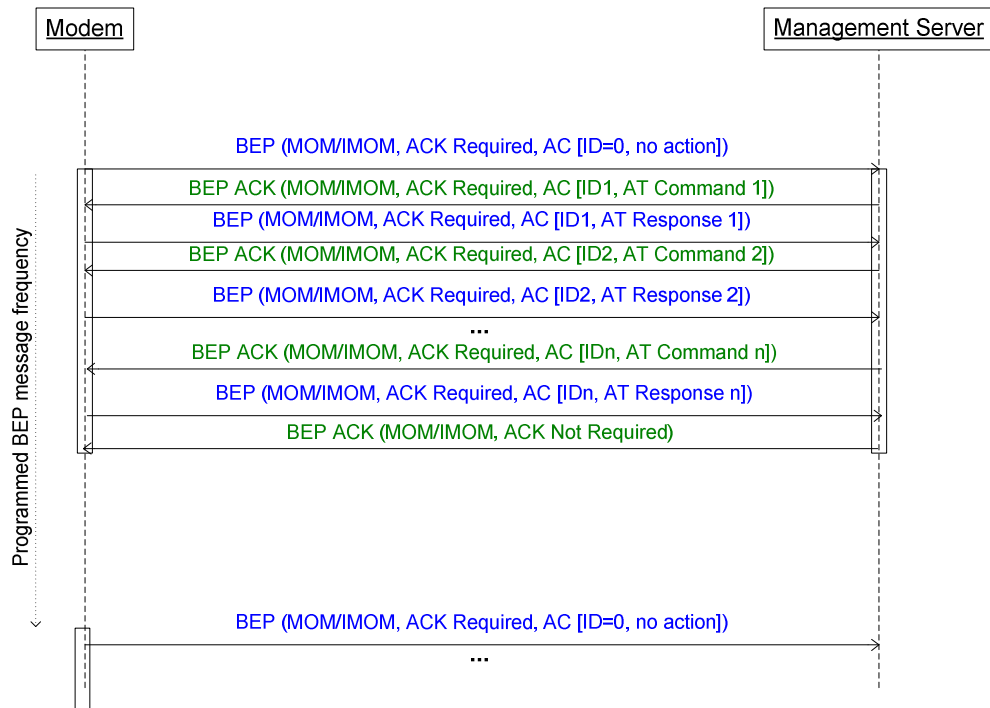 Modem
Management Server
BEP (MOM/IMOM, ACK Required, AC [ID=0, no action])
BEP ACK (MOM/IMOM, ACK Required, AC [ID1, AT Command 1])
BEP (MOM/IMOM, ACK Required, AC [ID1, AT Response 1])
BEP ACK (MOM/IMOM, ACK Required, AC [ID2, AT Command 2])
BEP (MOM/IMOM, ACK Required, AC [ID2, AT Response 2])
...
BEP ACK (MOM/IMOM, ACK Required, AC [IDn, AT Command n])
BEP (MOM/IMOM, ACK Required, AC [IDn, AT Response n])
BEP ACK (MOM/IMOM, ACK Not Required)
Programmed BEP message frequency
BEP (MOM/IMOM, ACK Required, AC [ID=0, no action])
...